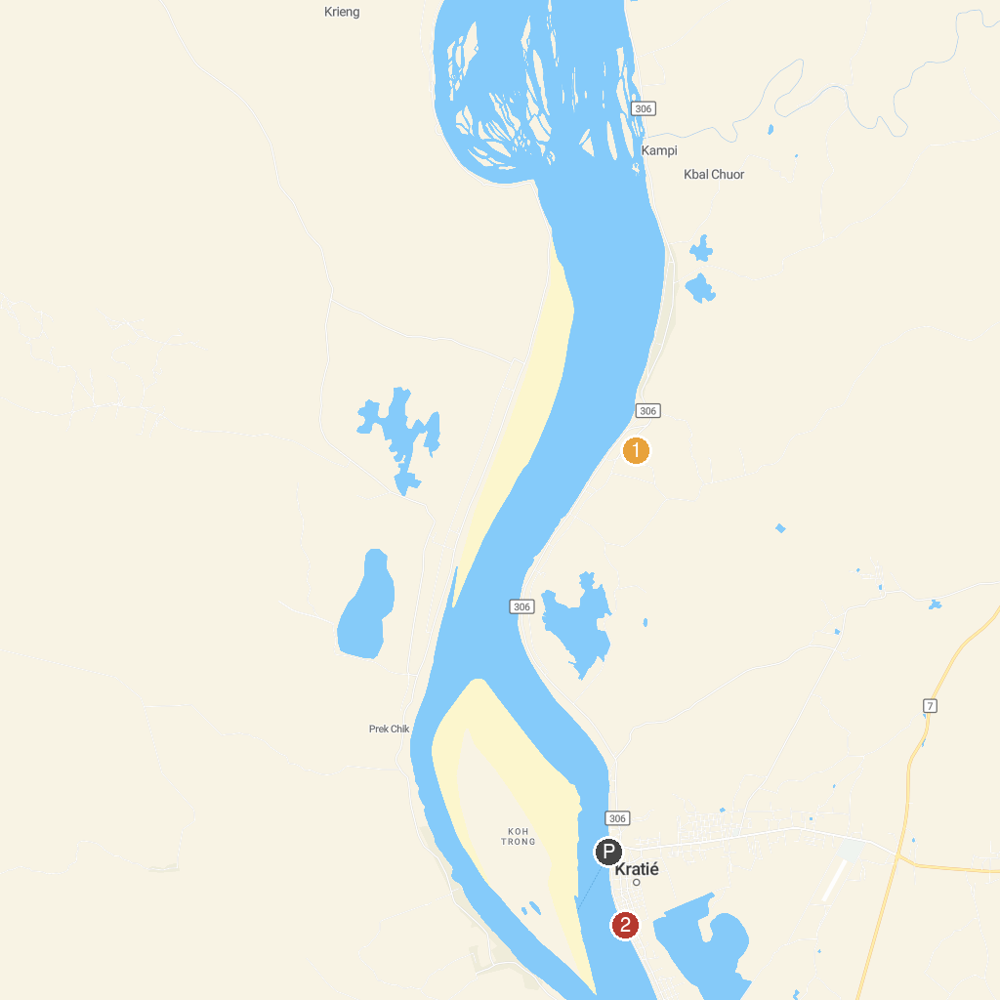 Krieng
306
Kampi
Kbal Chuor
306
1
306
7
Prek Chik
306
KOH
TRONG
P
Kratié
2